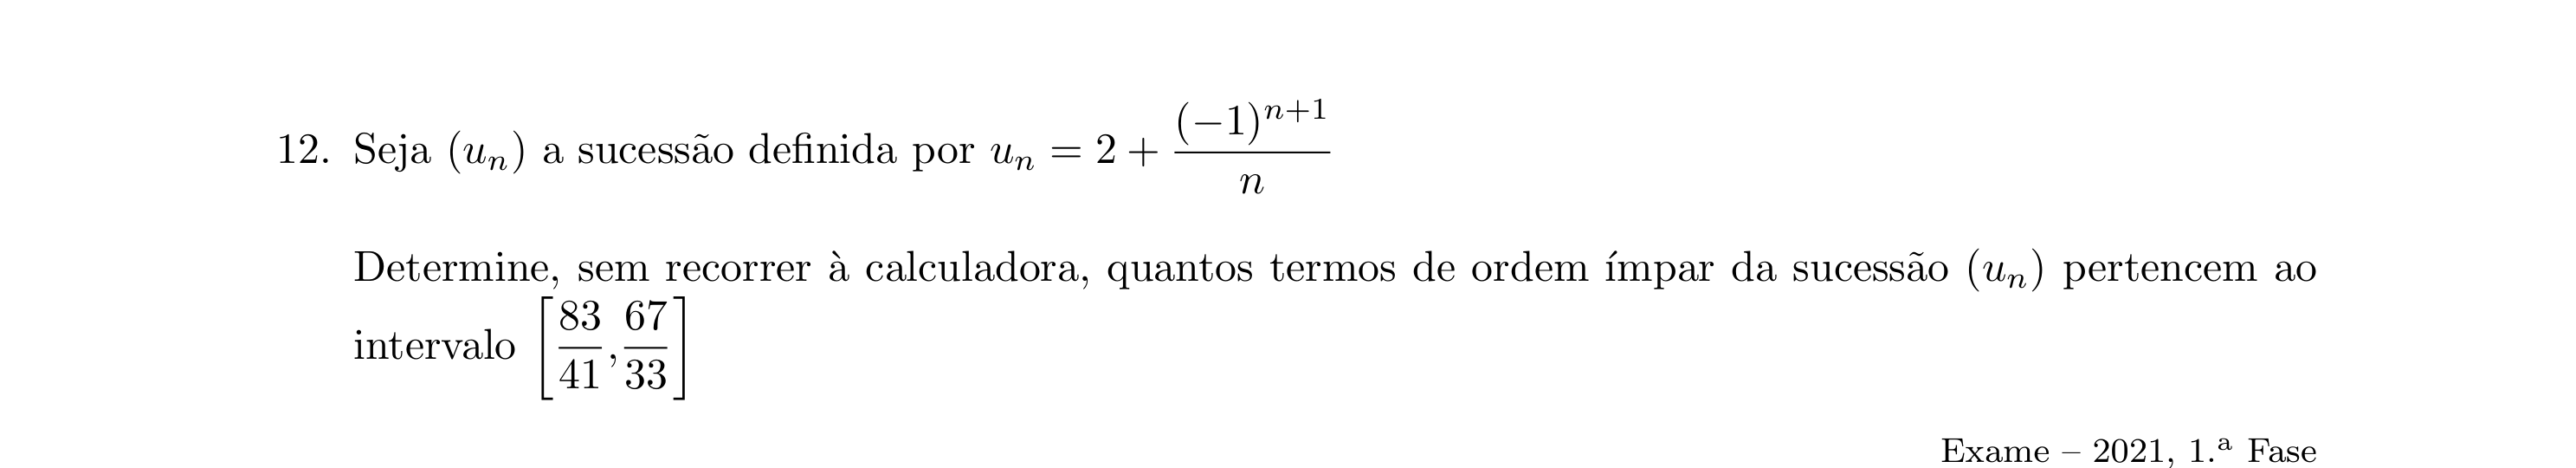 12. Seja (uₙ) a sucessão definida por uₙ = 2 + (−1)ⁿ⁺¹/n
Determine, sem recorrer à calculadora, quantos termos de ordem ímpar da sucessão (uₙ) pertencem ao
intervalo [83/41, 67/33]
Exame – 2021, 1.ª Fase